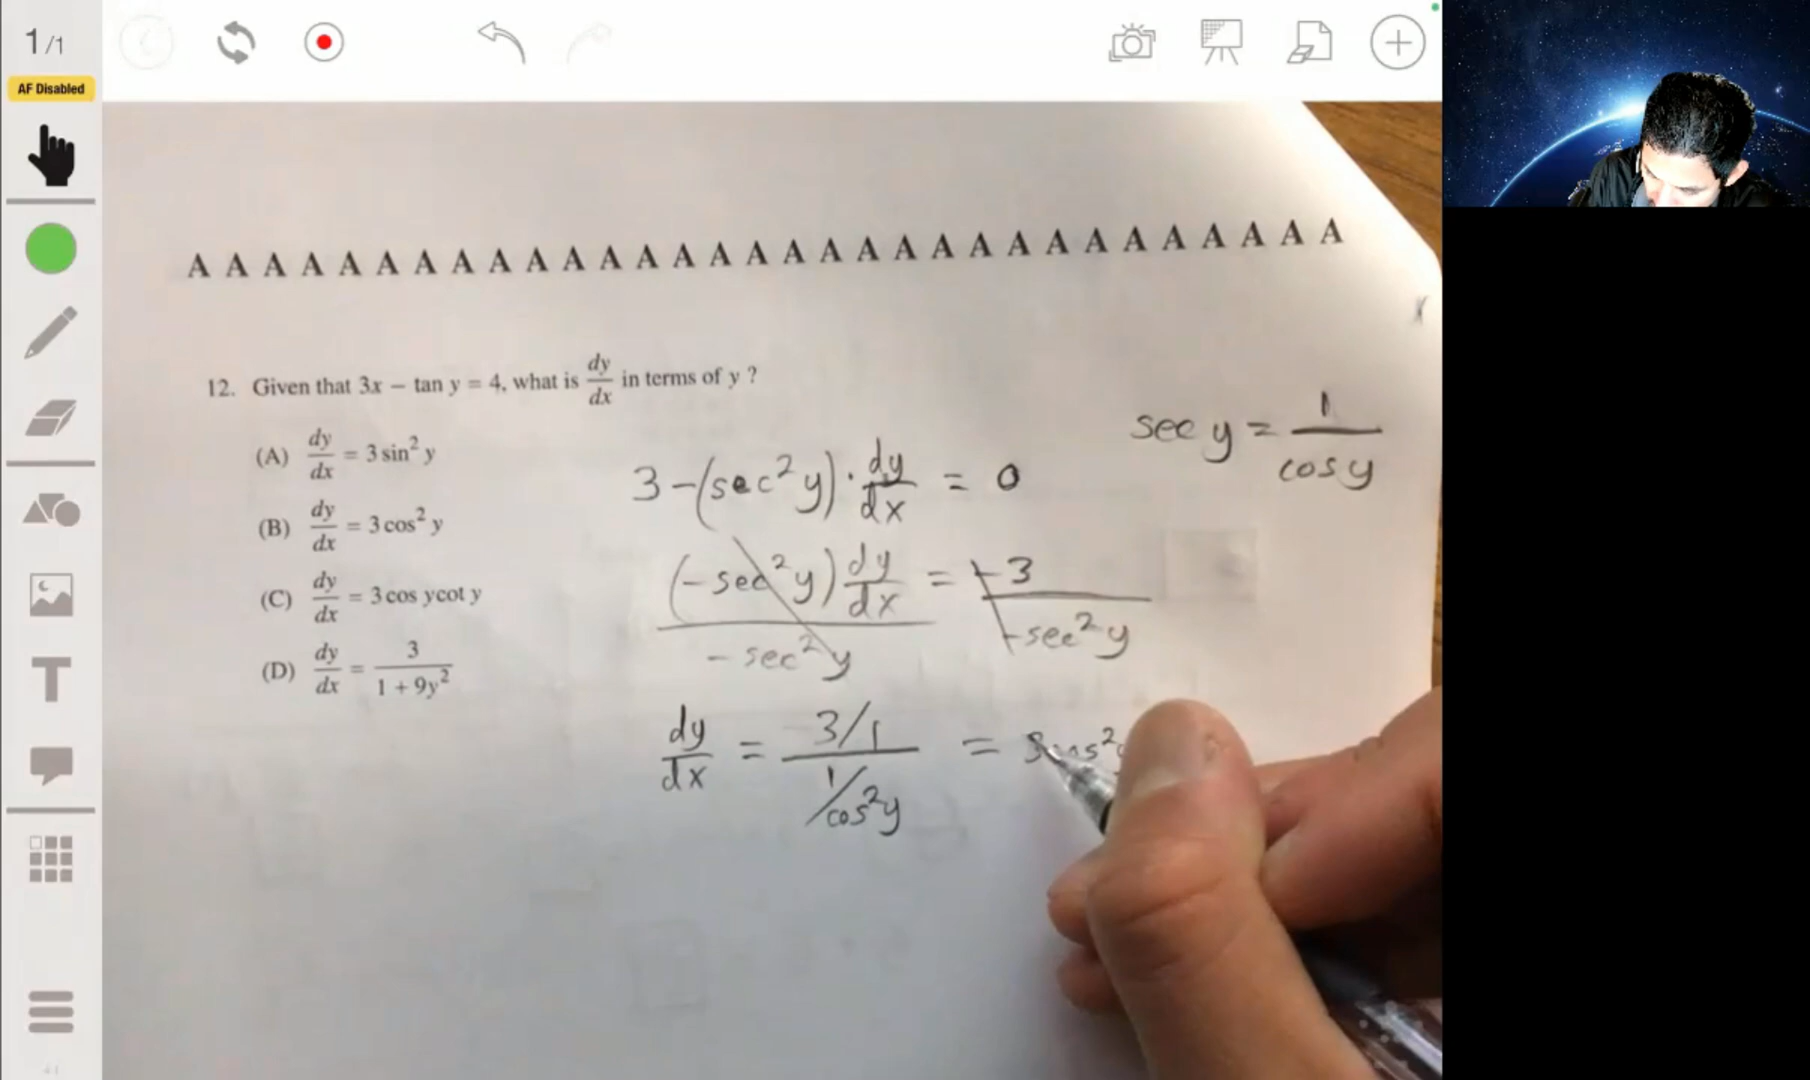 1/1
AF Disabled
A A A A A A A A A A A A A A A A A A A A A A A A A A A A A A A
12. Given that 3x − tan y = 4, what is dy/dx in terms of y ?
(A) dy/dx = 3 sin² y
(B) dy/dx = 3 cos² y
(C) dy/dx = 3 cos ycot y
(D) dy/dx = 3/(1 + 9y²)
sec y = 1/cos y
3 − (sec² y) · dy/dx = 0
(− sec² y) dy/dx / − sec² y = −3 / −sec² y
dy/dx = 3/1 / 1/cos² y = 3cos²
T